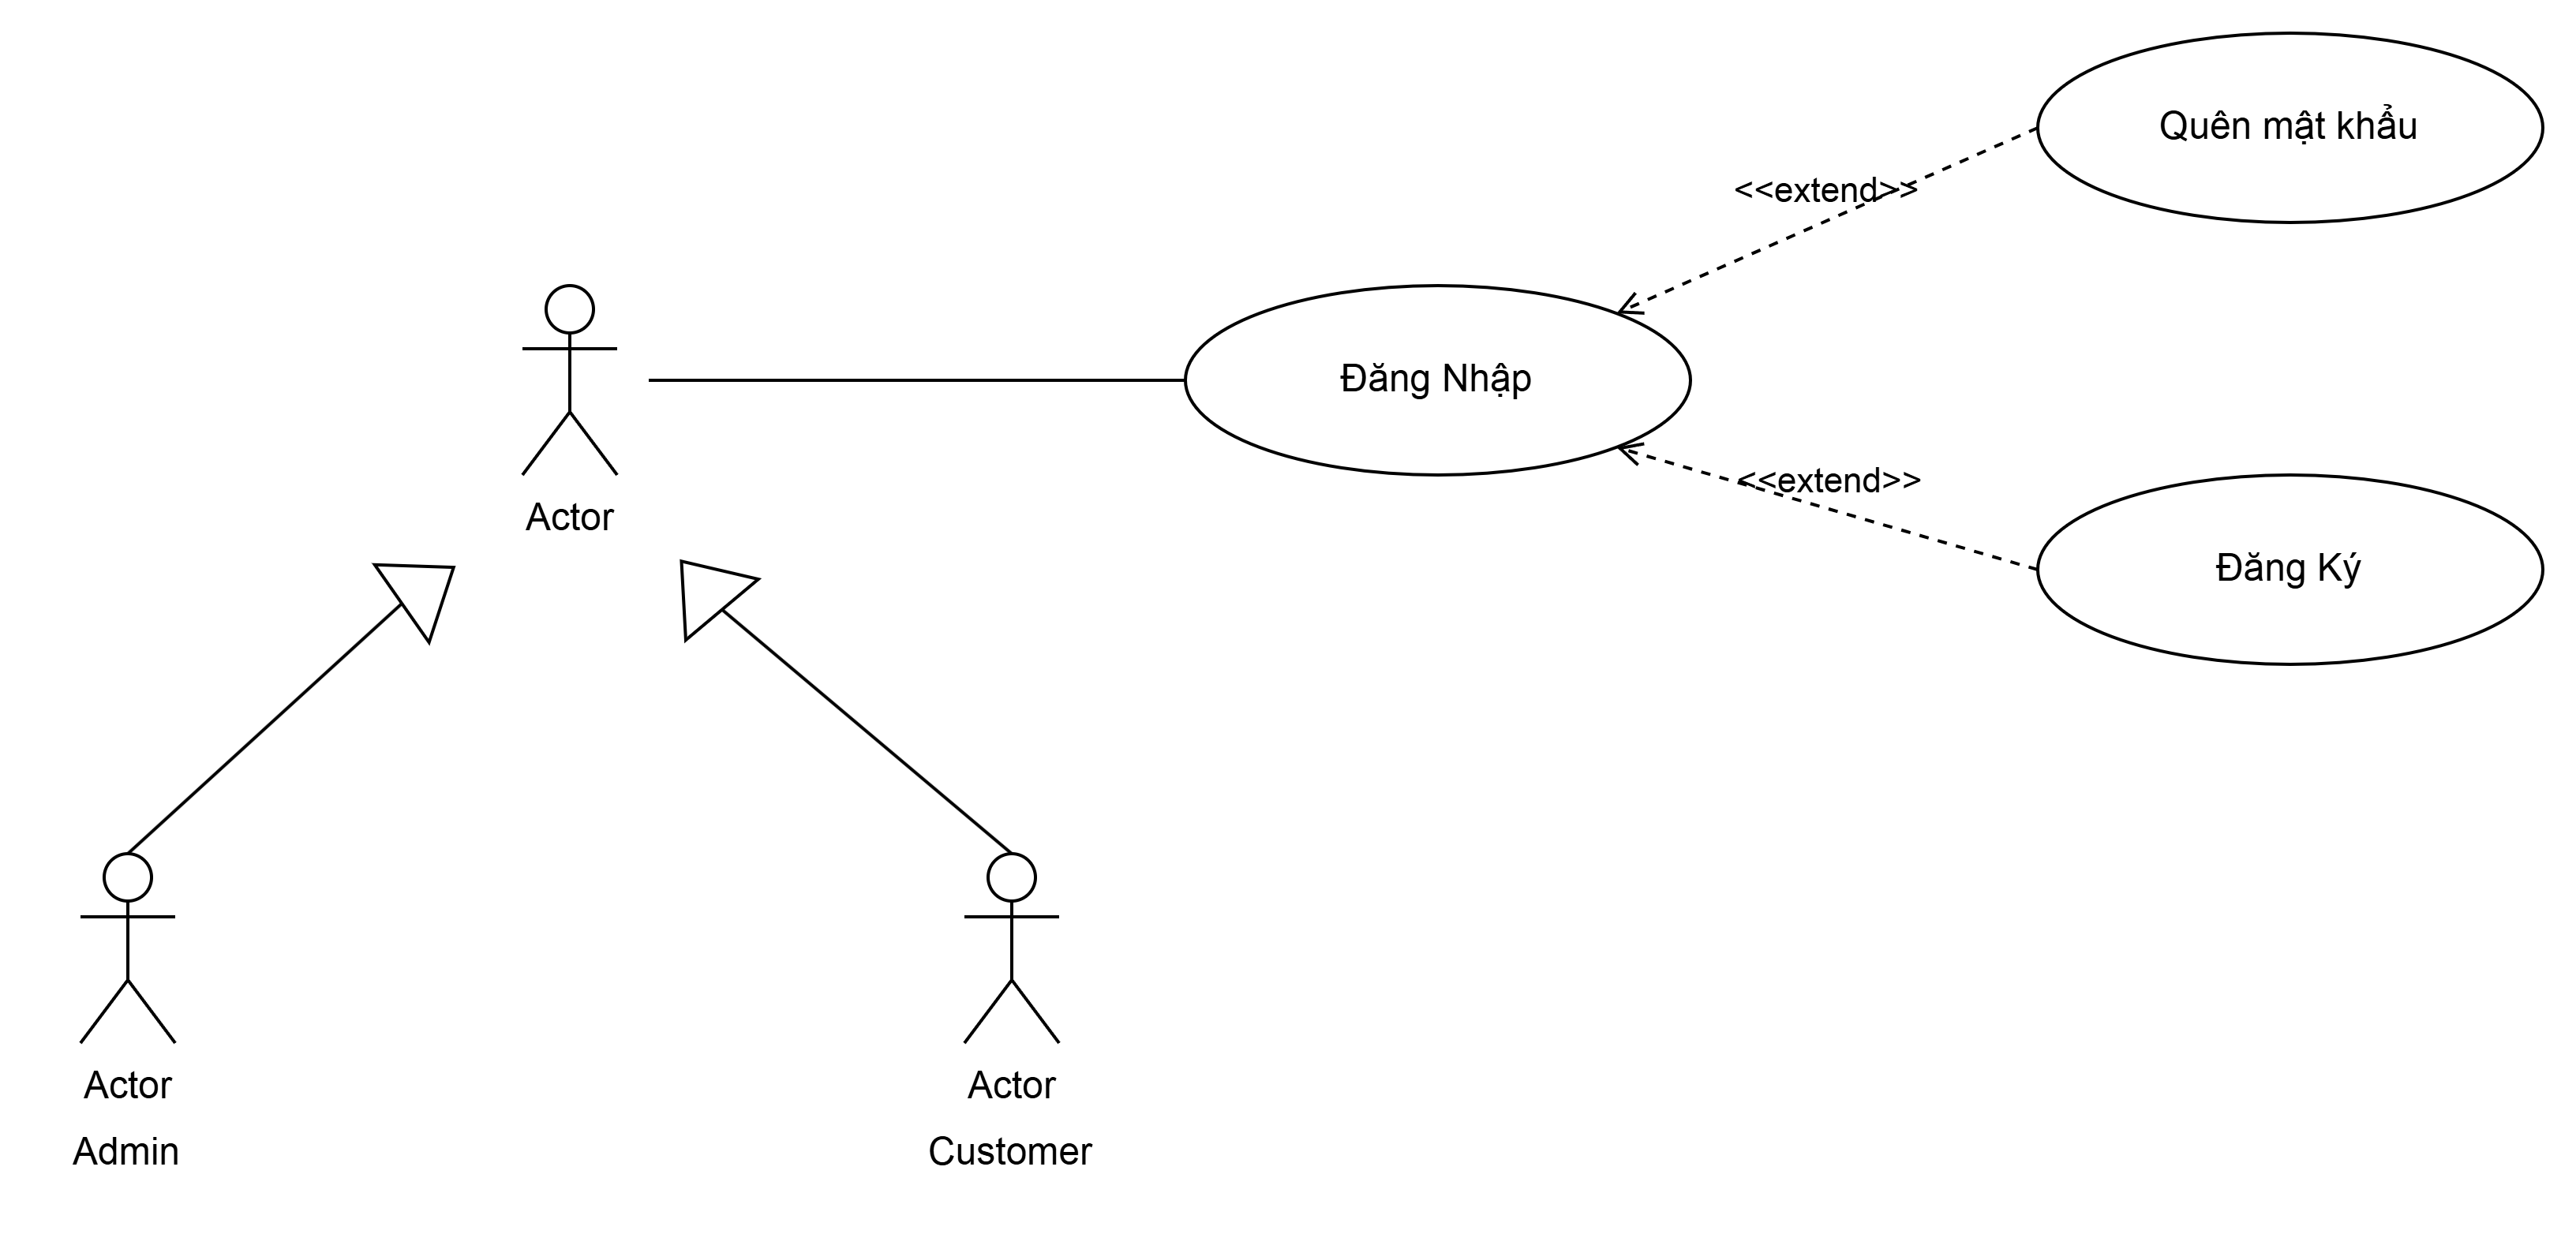 Quên mật khẩu
<<extend>>
Đăng Nhập
<<extend>>
Actor
Đăng Ký
Actor
Admin
Actor
Customer